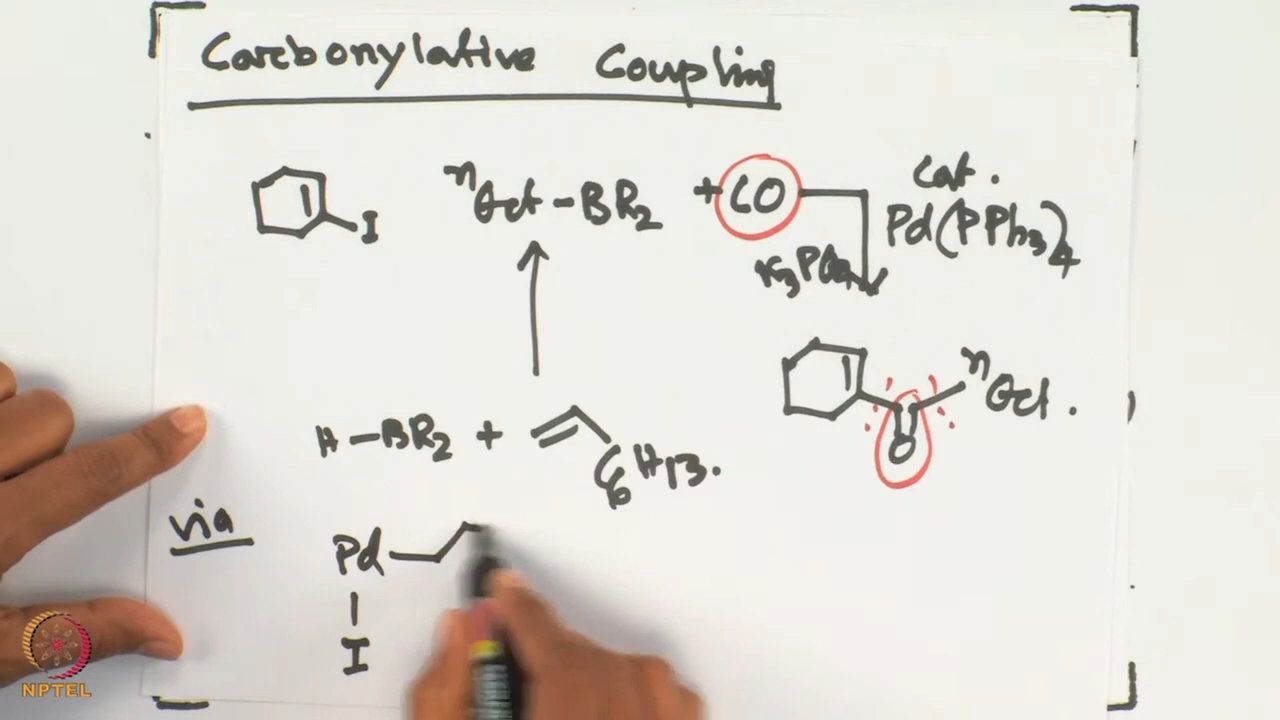 Carbonylative Coupling
I nOct-BR2 + CO cat.
Pd(PPh3)4
K3PO4
nOct.
O
H-BR2 + C6H13.
via
Pd
I
NPTEL